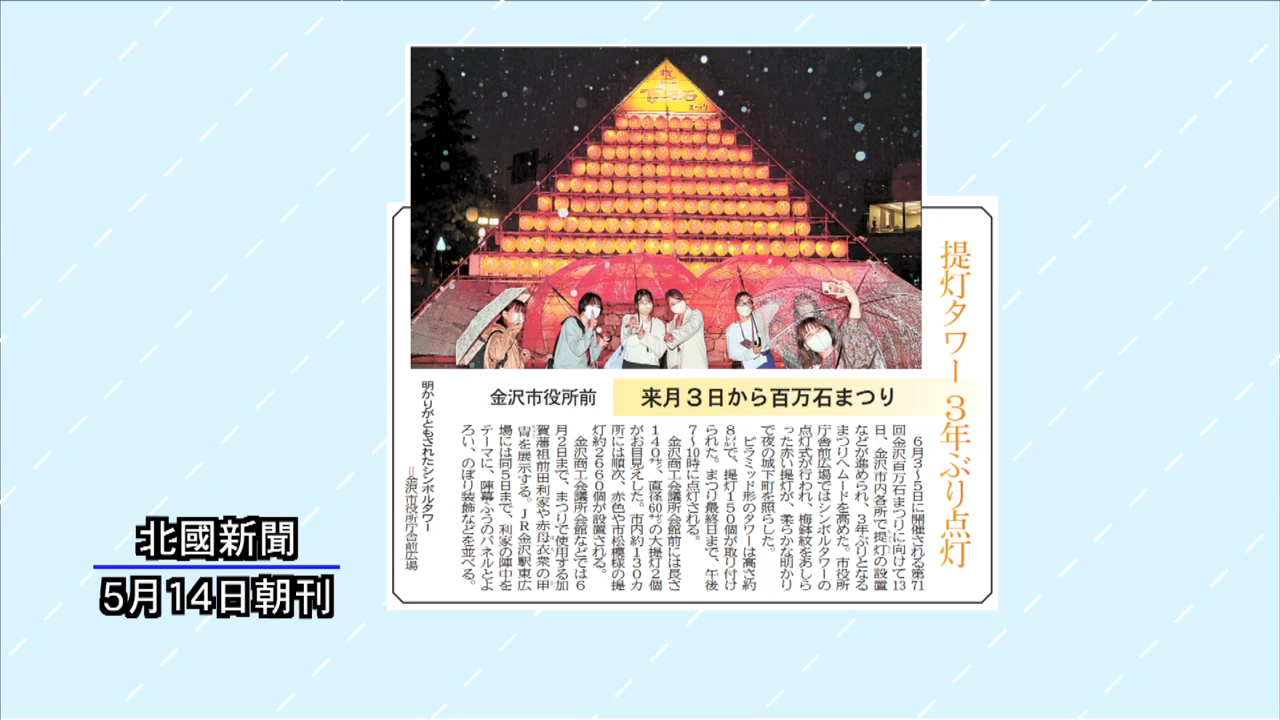 百万石
まつり
提灯タワー 3年ぶり点灯
金沢市役所前
来月3日から百万石まつり
6月3〜5日に開催される第71
回金沢百万石まつりに向けて13
日、金沢市内各所で提灯の設置
などが進められ、3年ぶりとなる
まつりへムードを高めた。市役所
庁舎前広場ではシンボルタワーの
点灯式が行われ、梅鉢紋をあしら
った赤い提灯が、柔らかな明かり
で夜の城下町を照らした。
ピラミッド形のタワーは高さ約
8㍍で、提灯150個が取り付け
られた。まつり最終日まで、午後
7〜10時に点灯される。
金沢商工会議所会館前には長さ
140㌢、直径60㌢の大提灯2個
がお目見えした。市内約130カ
所には順次、赤色や市松模様の提
灯約2660個が設置される。
金沢商工会議所会館などでは6
月2日まで、まつりで使用する加
賀藩祖前田利家や赤母衣衆の甲
冑を展示する。JR金沢駅東広
場には同5日まで、利家の陣中を
テーマに、陣幕ふうのパネルとよ
ろい、のぼり装飾などを並べる。
明かりがともされたシンボルタワー
=金沢市役所庁舎前広場
北國新聞
5月14日朝刊